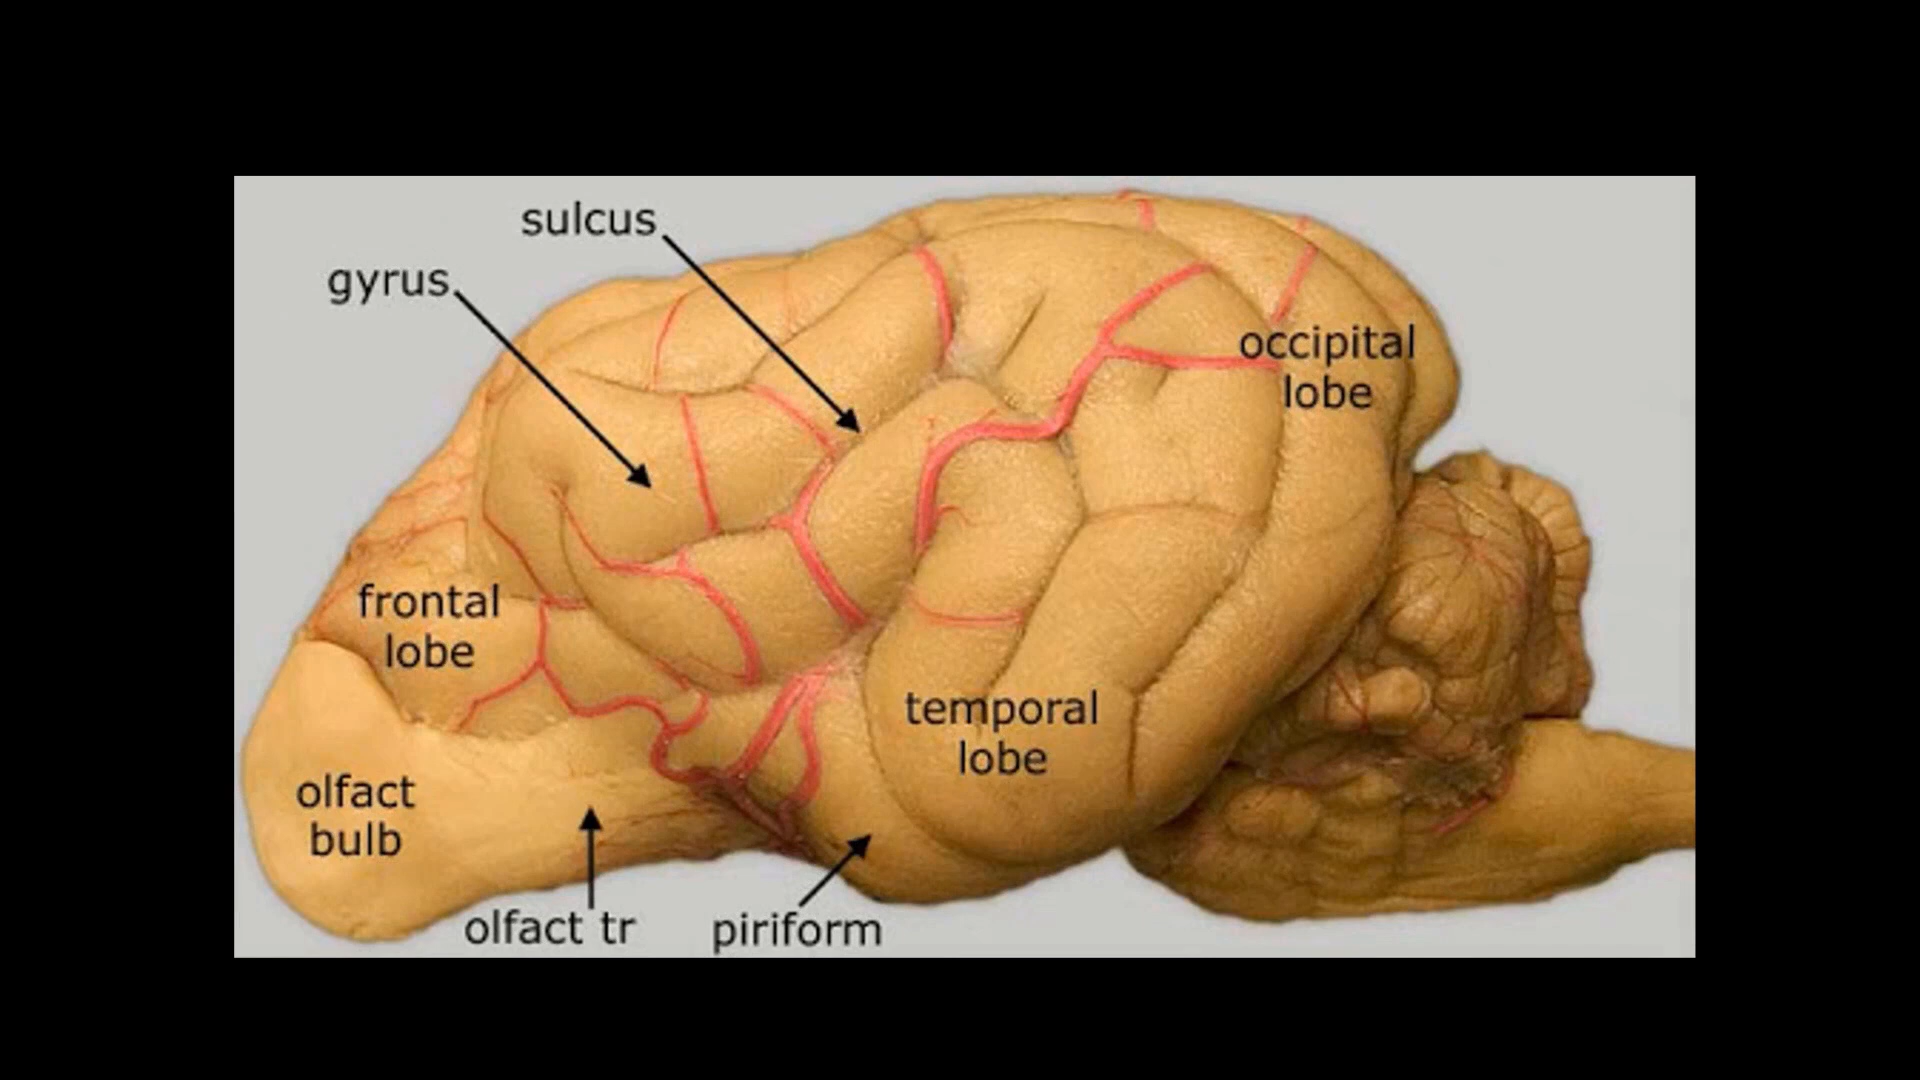 sulcus
gyrus
occipital
lobe
frontal
lobe
temporal
lobe
olfact
bulb
olfact tr
piriform